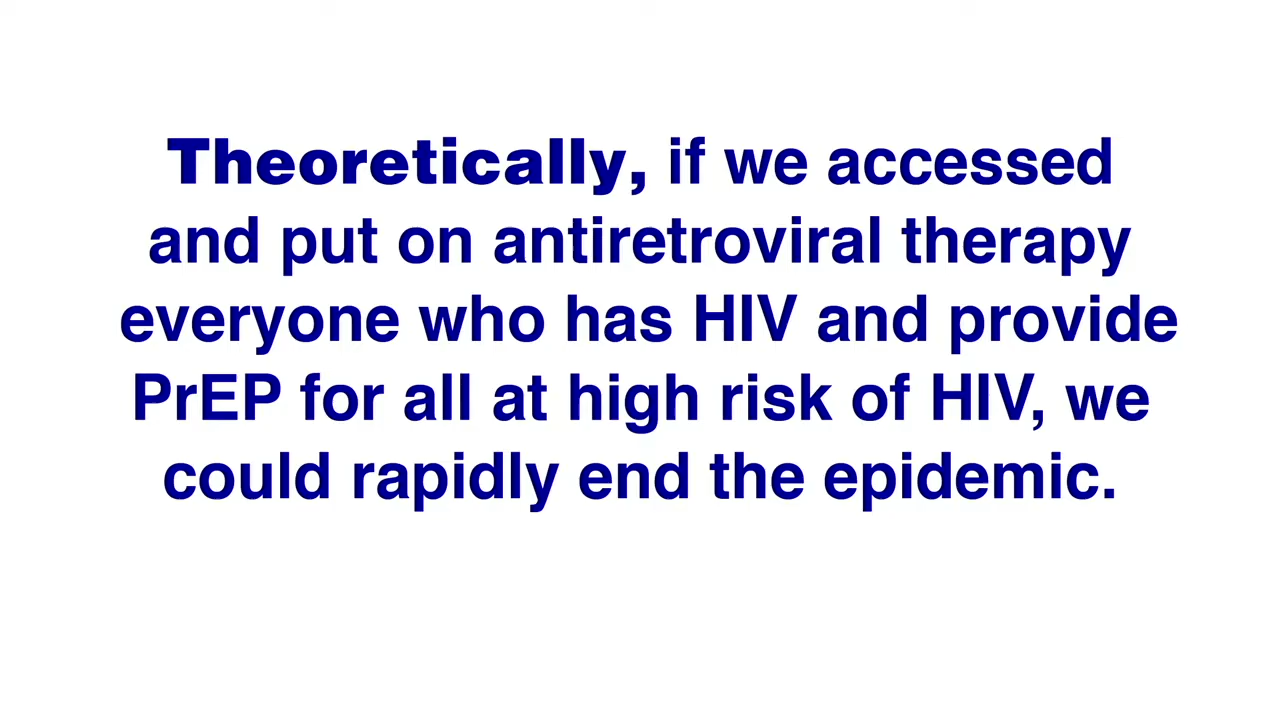 Theoretically, if we accessed
and put on antiretroviral therapy
everyone who has HIV and provide
PrEP for all at high risk of HIV, we
could rapidly end the epidemic.